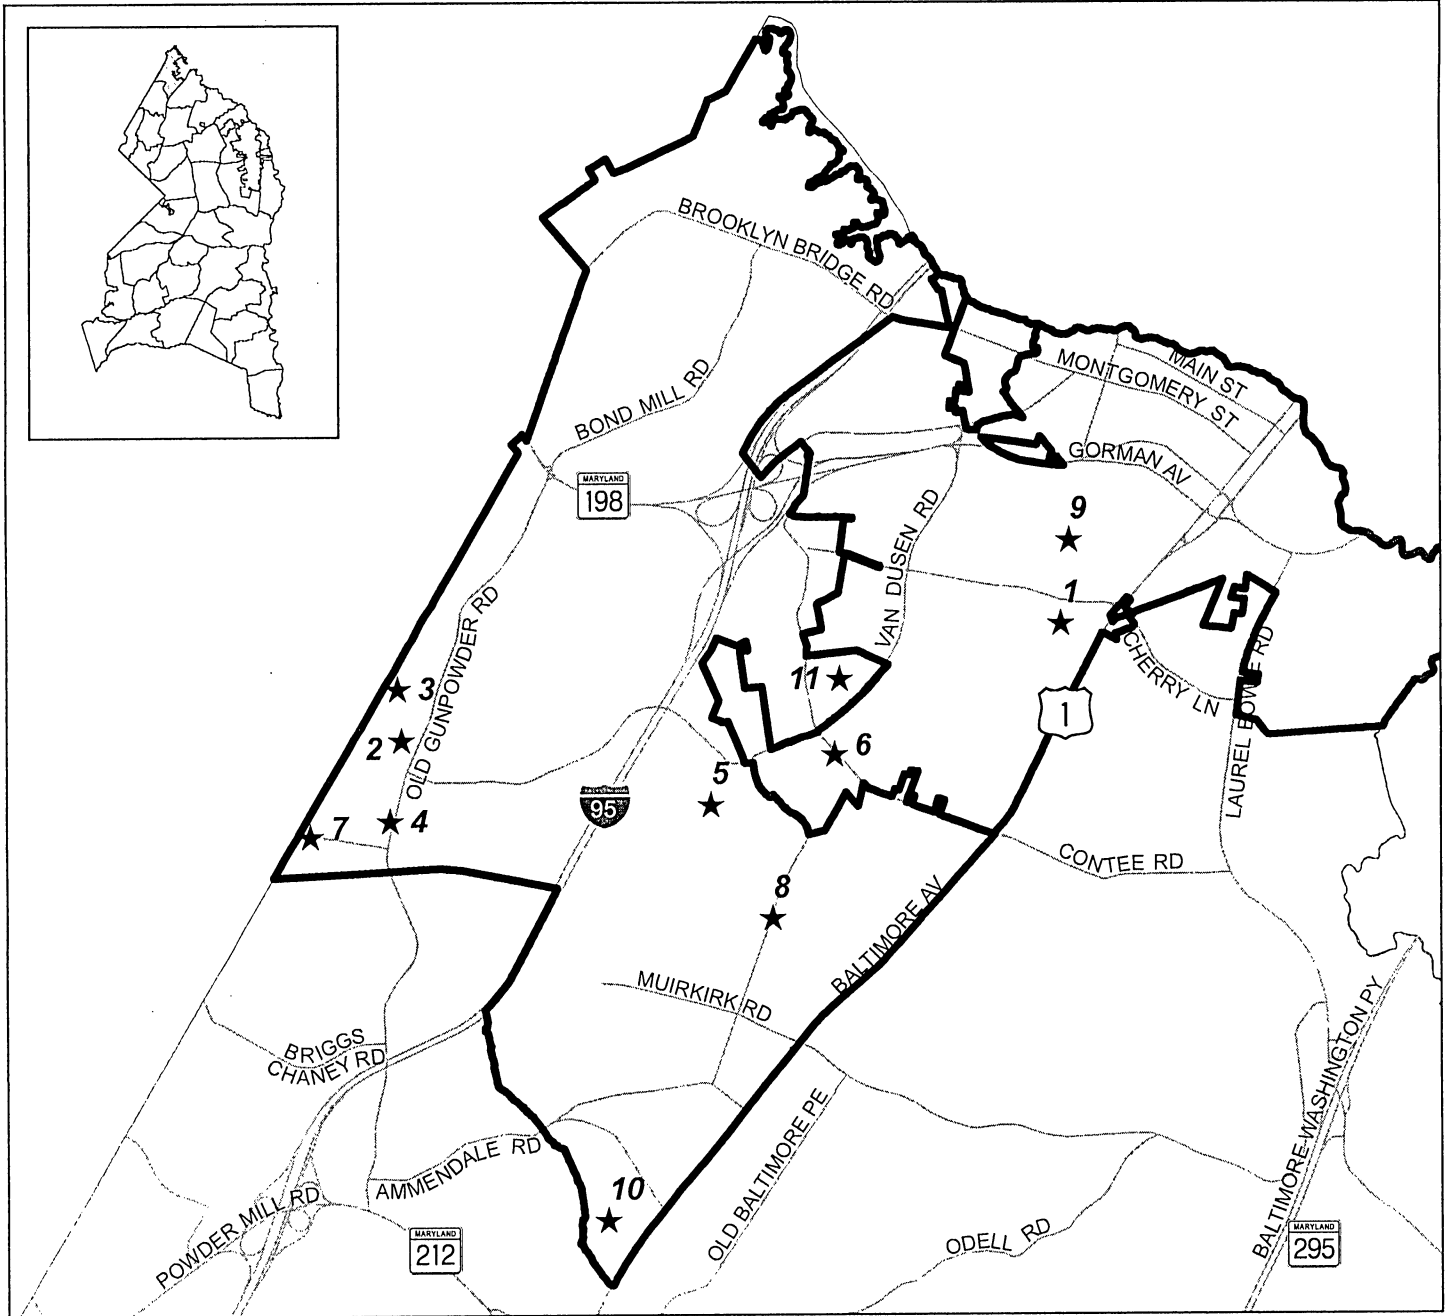 BROOKLYN BRIDGE RD
MAIN ST
MONTGOMERY ST
BOND MILL RD
GORMAN AV
MARYLAND
198
VAN DUSEN RD
9
1
OLD GUNPOWDER RD
CHERRY LN
LAUREL BOWIE RD
11
3
1
2
6
5
95
4
7
CONTEE RD
8
BALTIMORE AV
MUIRKIRK RD
BRIGGS
CHANEY RD
BALTIMORE-WASHINGTON PY
OLD BALTIMORE PE
AMMENDALE RD
10
POWDER MILL RD
MARYLAND
212
ODELL RD
MARYLAND
295